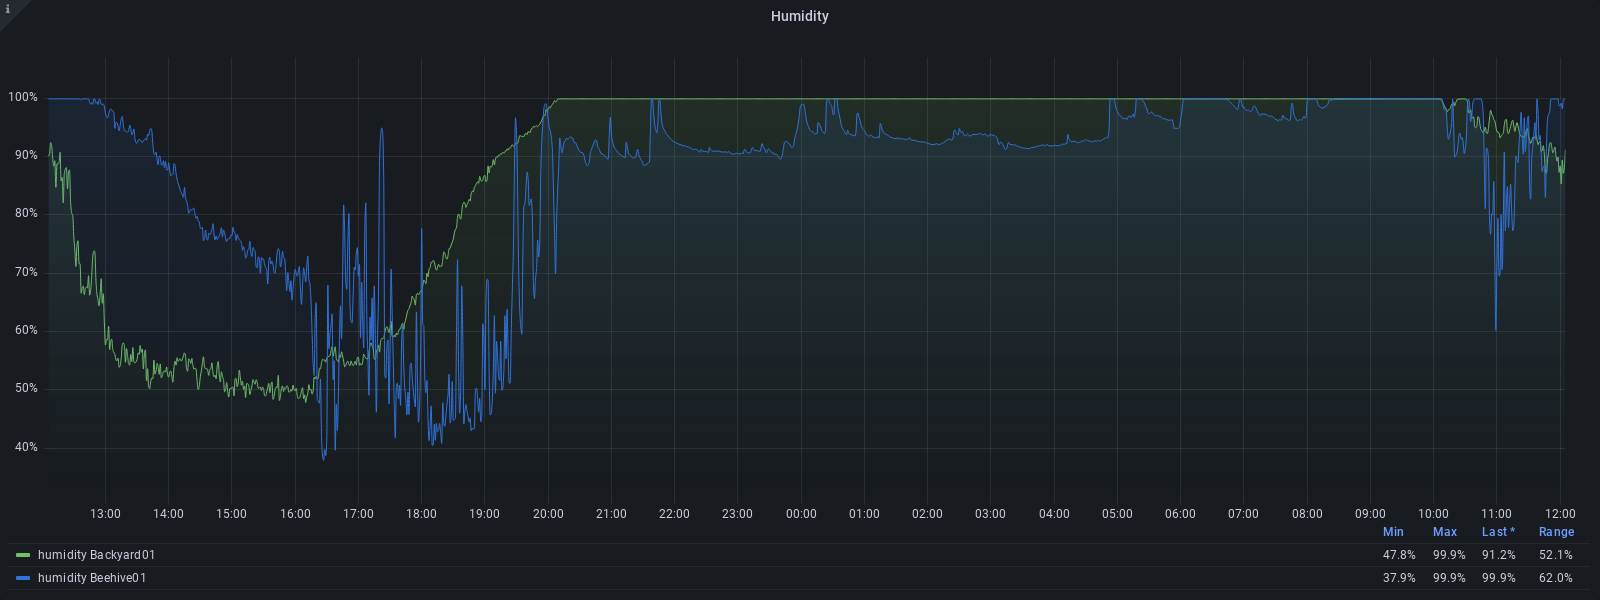 i
Humidity
100%
90%
80%
70%
60%
50%
40%
13:00 14:00 15:00 16:00 17:00 18:00 19:00 20:00 21:00 22:00 23:00 00:00 01:00 02:00 03:00 04:00 05:00 06:00 07:00 08:00 09:00 10:00 11:00 12:00
Min Max Last * Range
humidity Backyard01 47.8% 99.9% 91.2% 52.1%
humidity Beehive01 37.9% 99.9% 99.9% 62.0%